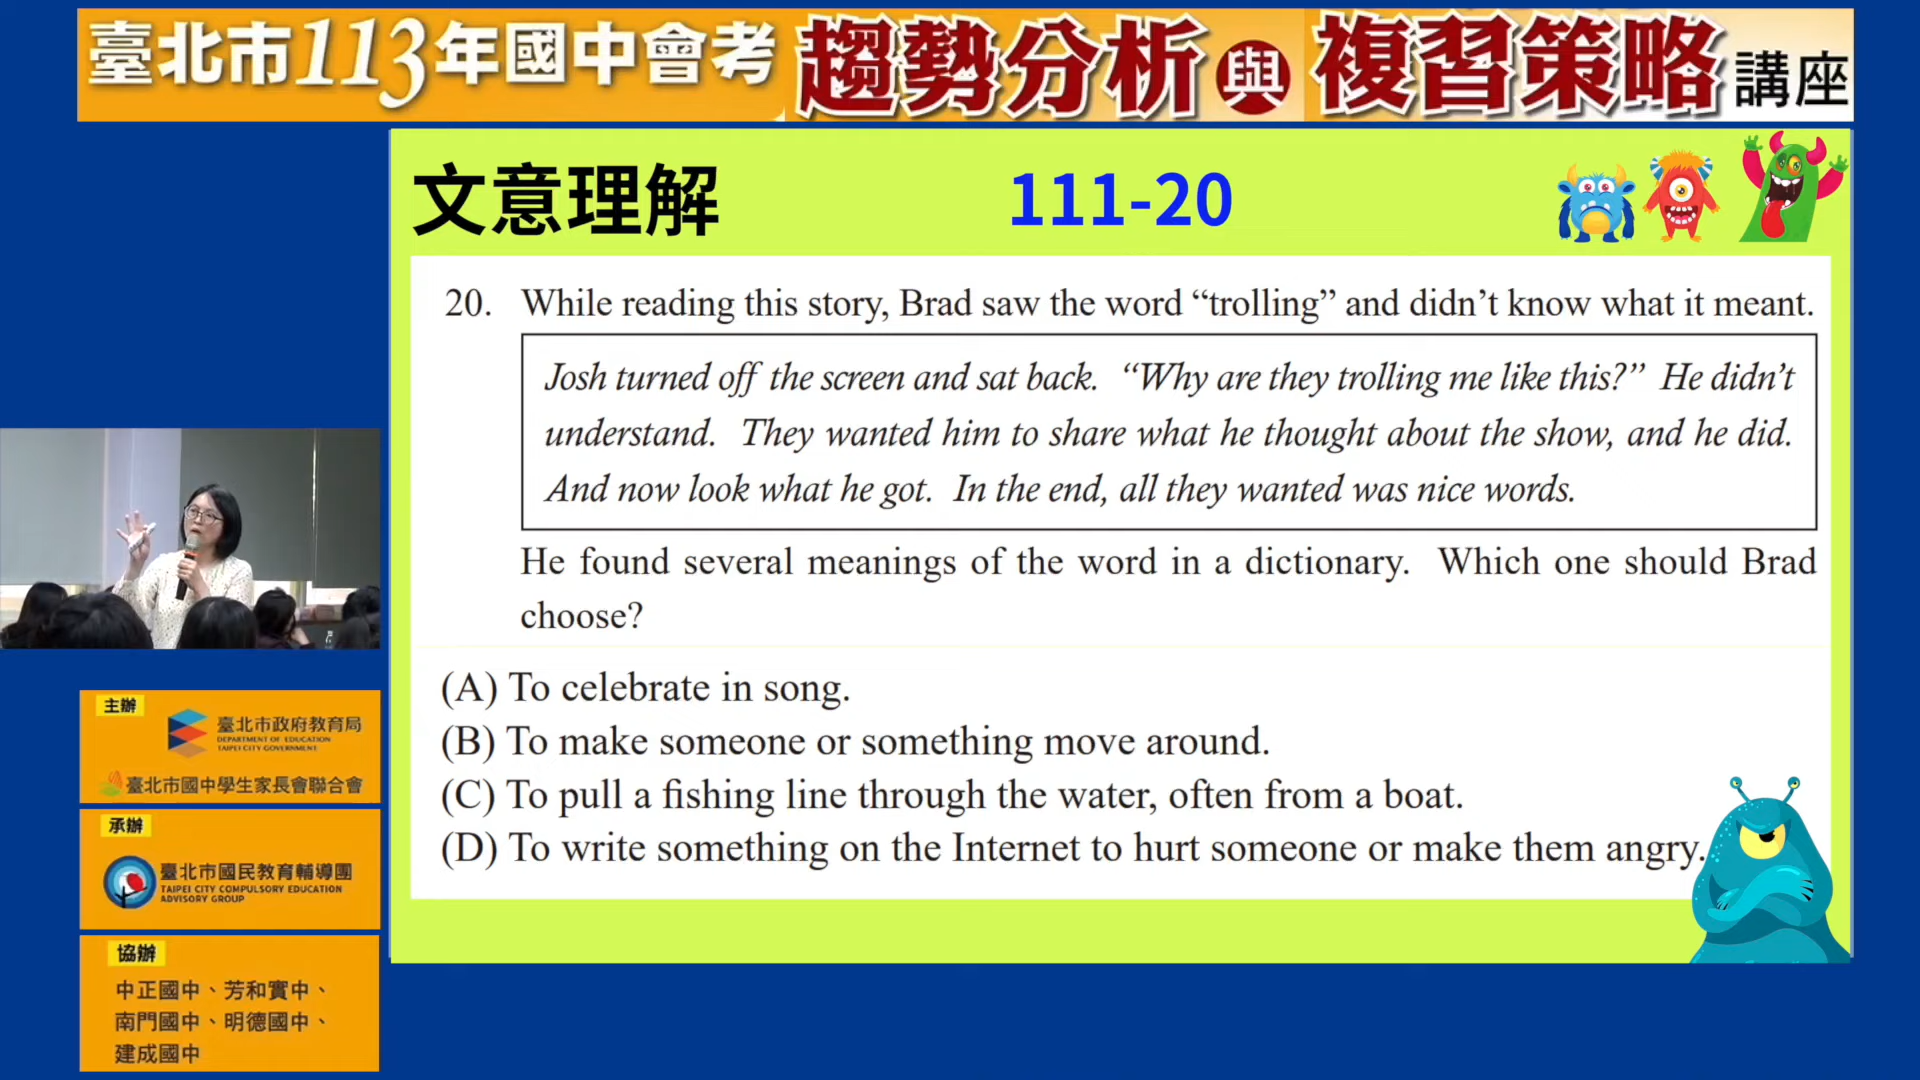 臺北市113年國中會考 趨勢分析與複習策略講座
文意理解
111-20
20. While reading this story, Brad saw the word “trolling” and didn’t know what it meant.
Josh turned off the screen and sat back. “Why are they trolling me like this?” He didn’t
understand. They wanted him to share what he thought about the show, and he did.
And now look what he got. In the end, all they wanted was nice words.
He found several meanings of the word in a dictionary. Which one should Brad
choose?
(A) To celebrate in song.
(B) To make someone or something move around.
(C) To pull a fishing line through the water, often from a boat.
(D) To write something on the Internet to hurt someone or make them angry.
主辦
臺北市政府教育局
DEPARTMENT OF EDUCATION
TAIPEI CITY GOVERNMENT
臺北市國中學生家長會聯合會
承辦
臺北市國民教育輔導團
TAIPEI CITY COMPULSORY EDUCATION
ADVISORY GROUP
協辦
中正國中、芳和實中、
南門國中、明德國中、
建成國中